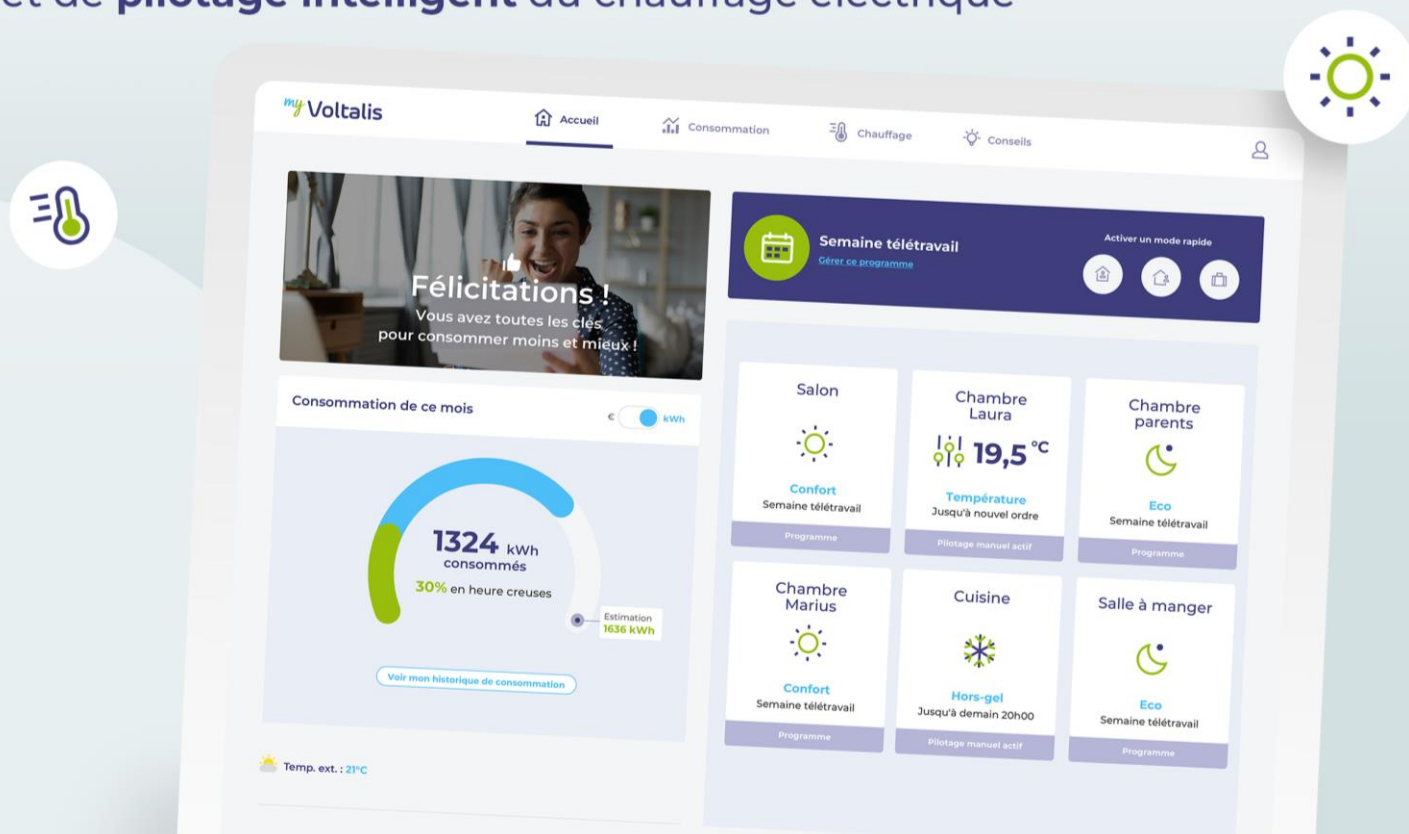 et de pilotage intelligent du chauffage électrique
my Voltalis
Accueil
Consommation
Chauffage
Conseils
Félicitations !
Vous avez toutes les clés
pour consommer moins et mieux !
Semaine télétravail
Gérer ce programme
Activer un mode rapide
Consommation de ce mois
€ kWh
1324 kWh
consommés
30% en heure creuses
Estimation
1636 kWh
Voir mon historique de consommation
Temp. ext. : 21°C
Salon
Confort
Semaine télétravail
Programme
Chambre
Laura
19,5 °C
Température
Jusqu'à nouvel ordre
Pilotage manuel actif
Chambre
parents
Eco
Semaine télétravail
Programme
Chambre
Marius
Confort
Semaine télétravail
Programme
Cuisine
Hors-gel
Jusqu'à demain 20h00
Pilotage manuel actif
Salle à manger
Eco
Semaine télétravail
Programme